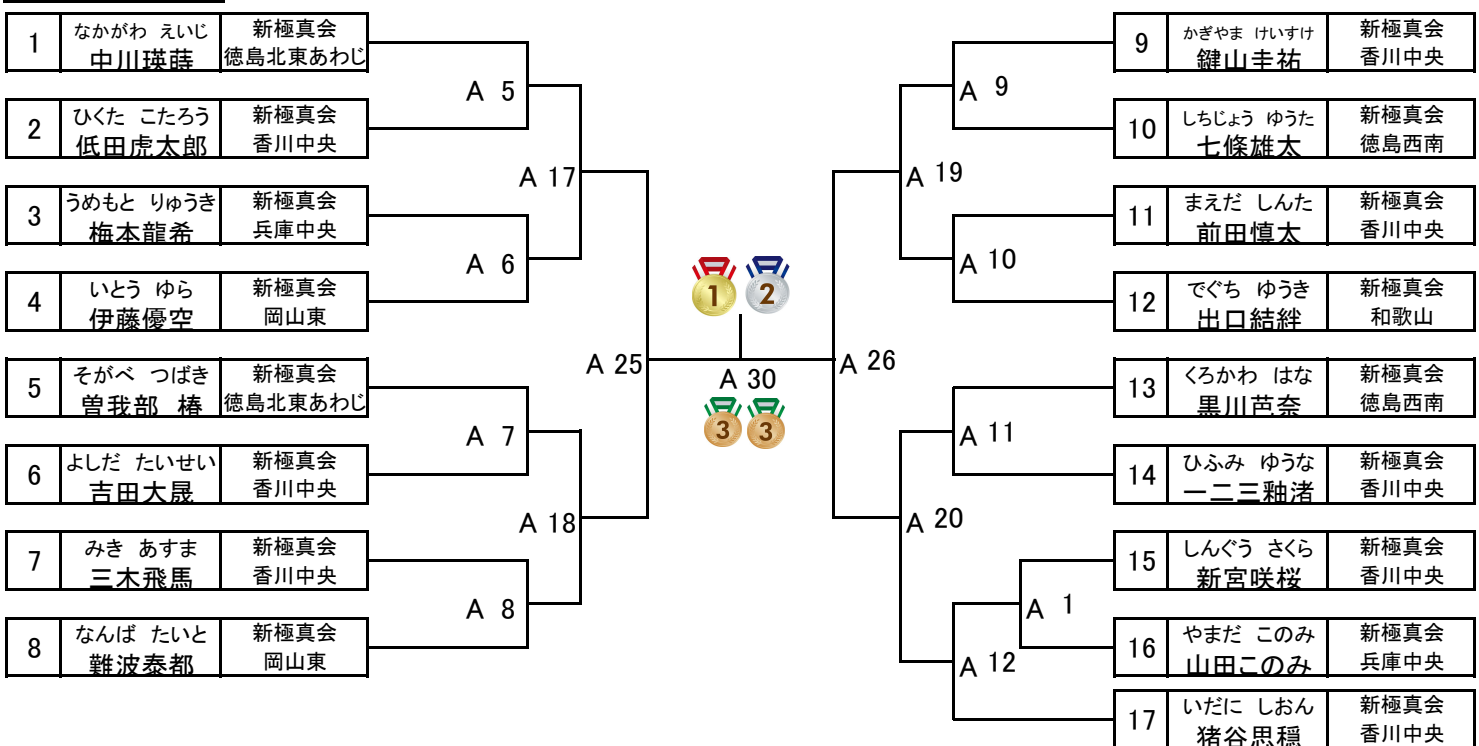 1
なかがわ えいじ
中川瑛蒔
新極真会
徳島北東あわじ
2
ひくた こたろう
低田虎太郎
新極真会
香川中央
3
うめもと りゅうき
梅本龍希
新極真会
兵庫中央
4
いとう ゆら
伊藤優空
新極真会
岡山東
5
そがべ つばき
曽我部 椿
新極真会
徳島北東あわじ
6
よしだ たいせい
吉田大晟
新極真会
香川中央
7
みき あすま
三木飛馬
新極真会
香川中央
8
なんば たいと
難波泰都
新極真会
岡山東
A 5
A 6
A 7
A 8
A 17
A 18
A 25
1
2
A 30
3
3
A 26
A 19
A 20
A 9
A 10
A 11
A 12
A 1
9
かぎやま けいすけ
鍵山圭祐
新極真会
香川中央
10
しちじょう ゆうた
七條雄太
新極真会
徳島西南
11
まえだ しんた
前田慎太
新極真会
香川中央
12
でぐち ゆうき
出口結絆
新極真会
和歌山
13
くろかわ はな
黒川芭奈
新極真会
徳島西南
14
ひふみ ゆうな
一二三釉渚
新極真会
香川中央
15
しんぐう さくら
新宮咲桜
新極真会
香川中央
16
やまだ このみ
山田このみ
新極真会
兵庫中央
17
いだに しおん
猪谷思穏
新極真会
香川中央